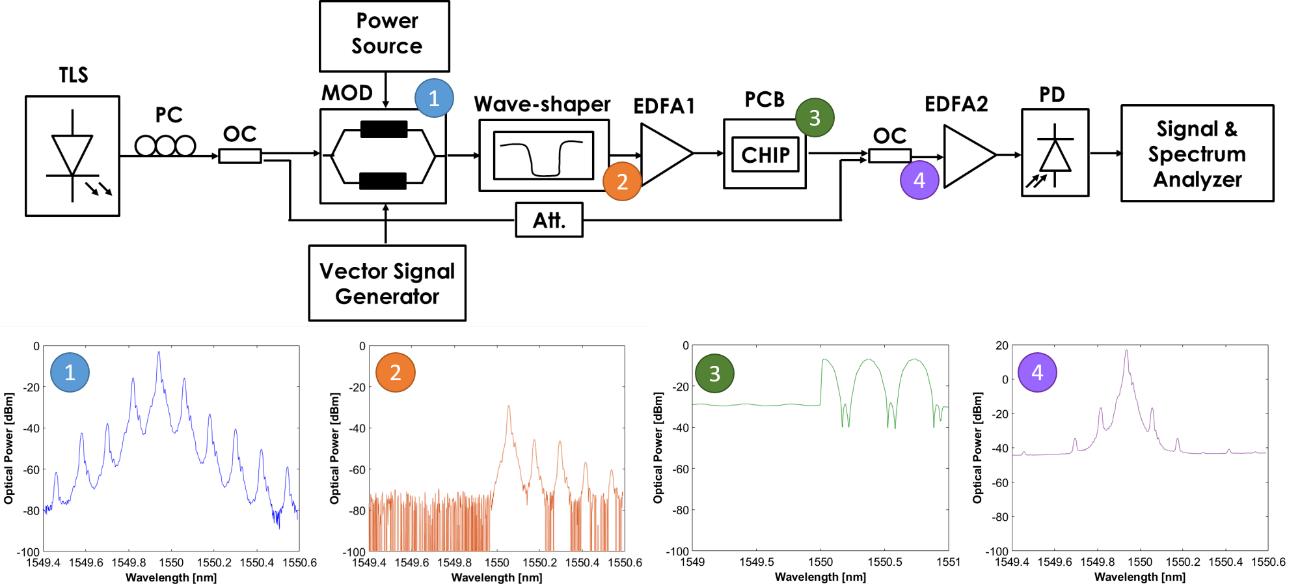 Power
Source
TLS
PC
OC
MOD
1
Wave-shaper
EDFA1
PCB
3
OC
EDFA2
PD
CHIP
2
4
Signal &
Spectrum
Analyzer
Att.
Vector Signal
Generator
1
0
-20
-40
-60
-80
-100
Optical Power [dBm]
1549.4
1549.6
1549.8
1550
1550.2
1550.4
1550.6
Wavelength [nm]
2
0
-20
-40
-60
-80
-100
Optical Power [dBm]
1549.4
1549.6
1549.8
1550
1550.2
1550.4
1550.6
Wavelength [nm]
3
0
-20
-40
-60
-80
-100
Optical Power [dBm]
1549
1549.5
1550
1550.5
1551
Wavelength [nm]
4
20
0
-20
-40
-60
-80
-100
Optical Power [dBm]
1549.4
1549.6
1549.8
1550
1550.2
1550.4
1550.6
Wavelength [nm]